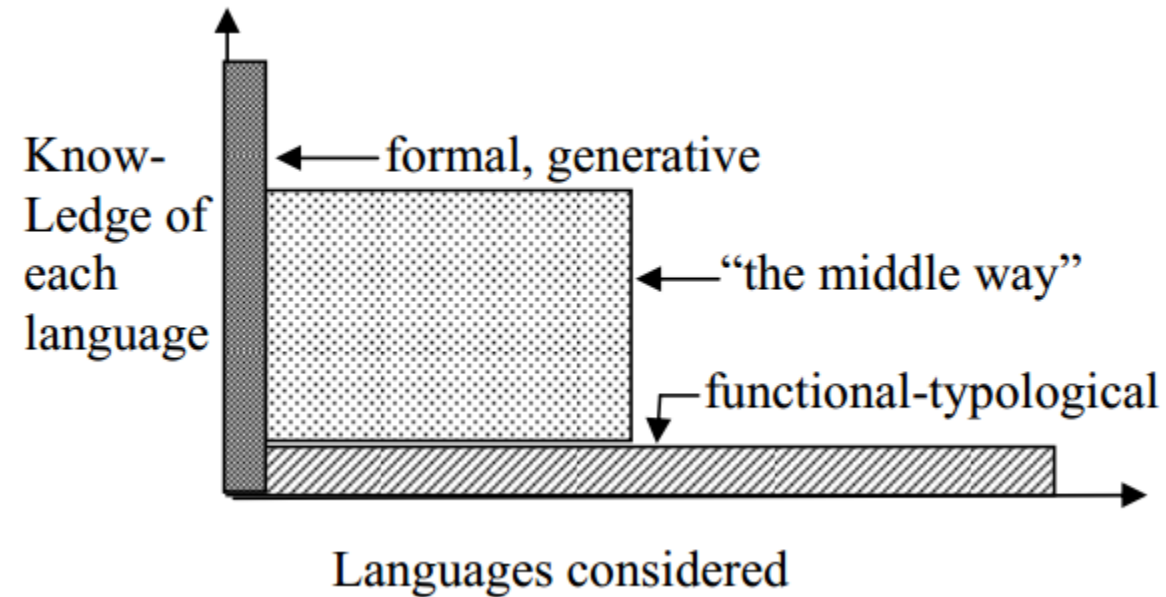 Know-
Ledge of
each
language
formal, generative
“the middle way”
functional-typological
Languages considered